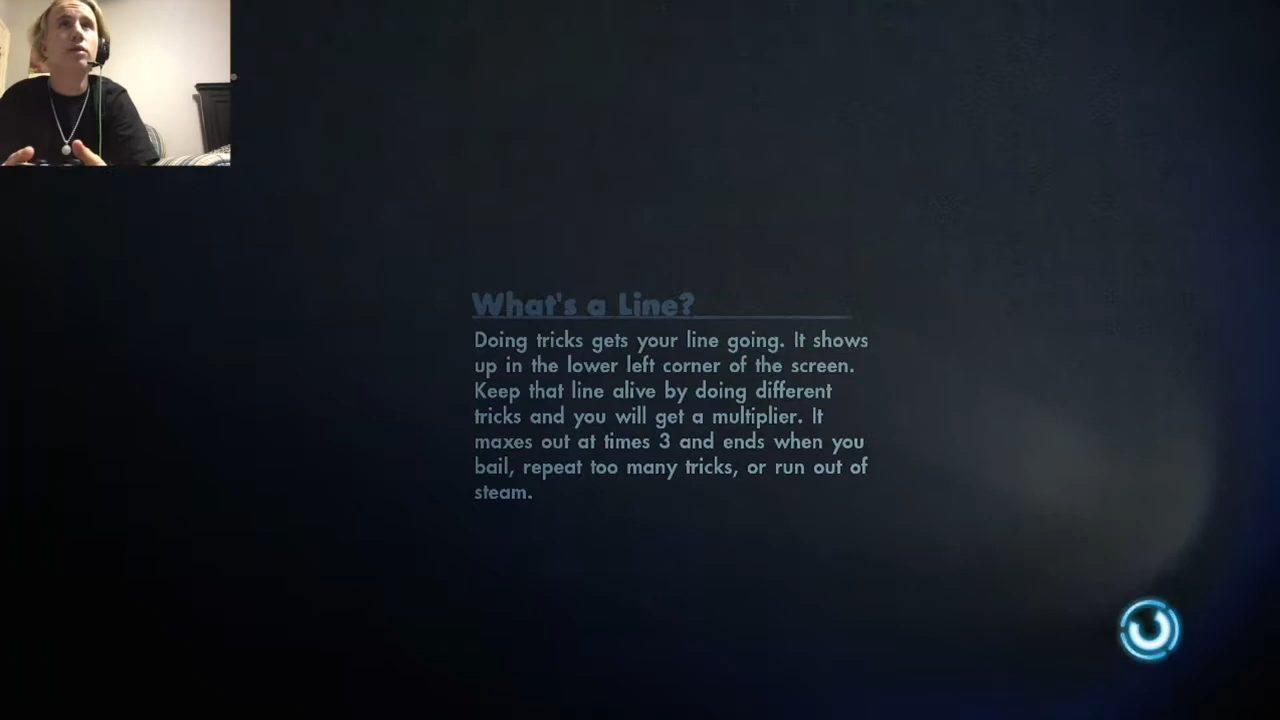 What's a Line?
Doing tricks gets your line going. It shows
up in the lower left corner of the screen.
Keep that line alive by doing different
tricks and you will get a multiplier. It
maxes out at times 3 and ends when you
bail, repeat too many tricks, or run out of
steam.